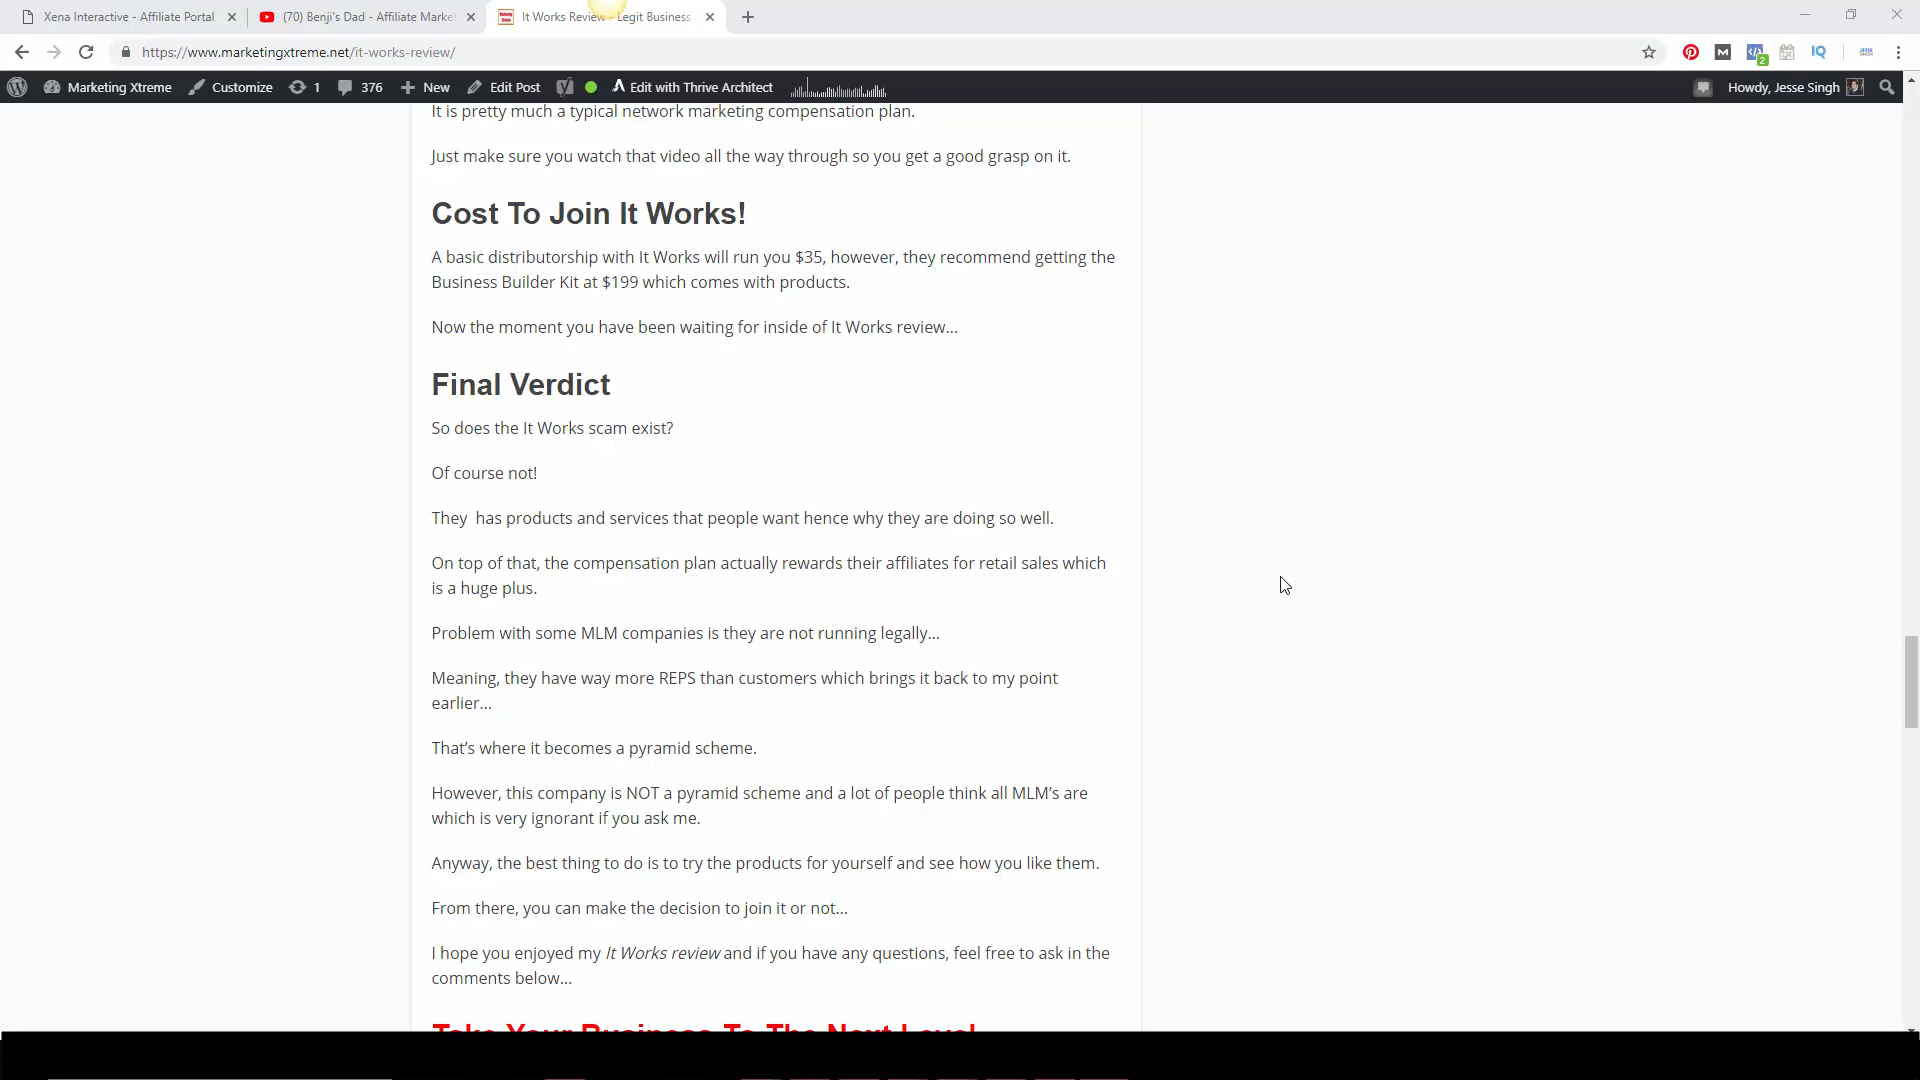 Xena Interactive - Affiliate Portal
(70) Benji's Dad - Affiliate Market
It Works Review - Legit Business
https://www.marketingxtreme.net/it-works-review/
2
Marketing Xtreme
Customize
1
376
New
Edit Post
Edit with Thrive Architect
Howdy, Jesse Singh
It is pretty much a typical network marketing compensation plan.
Just make sure you watch that video all the way through so you get a good grasp on it.
Cost To Join It Works!
A basic distributorship with It Works will run you $35, however, they recommend getting the
Business Builder Kit at $199 which comes with products.
Now the moment you have been waiting for inside of It Works review...
Final Verdict
So does the It Works scam exist?
Of course not!
They  has products and services that people want hence why they are doing so well.
On top of that, the compensation plan actually rewards their affiliates for retail sales which
is a huge plus.
Problem with some MLM companies is they are not running legally...
Meaning, they have way more REPS than customers which brings it back to my point
earlier...
That's where it becomes a pyramid scheme.
However, this company is NOT a pyramid scheme and a lot of people think all MLM's are
which is very ignorant if you ask me.
Anyway, the best thing to do is to try the products for yourself and see how you like them.
From there, you can make the decision to join it or not...
I hope you enjoyed my It Works review and if you have any questions, feel free to ask in the
comments below...
Take Your Business To The Next Level